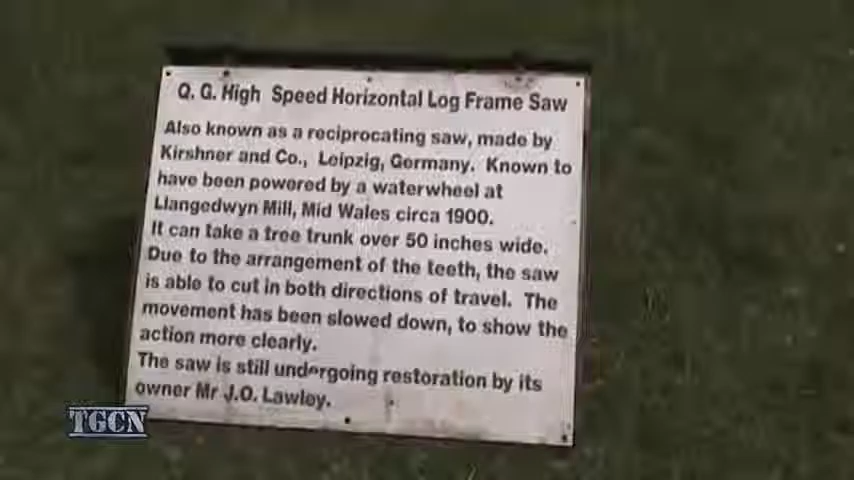 Q. G. High Speed Horizontal Log Frame Saw
Also known as a reciprocating saw, made by
Kirshner and Co., Leipzig, Germany. Known to
have been powered by a waterwheel at
Llangedwyn Mill, Mid Wales circa 1900.
It can take a tree trunk over 50 inches wide.
Due to the arrangement of the teeth, the saw
is able to cut in both directions of travel. The
movement has been slowed down, to show the
action more clearly.
The saw is still undergoing restoration by its
owner Mr J.O. Lawley.
TGCN